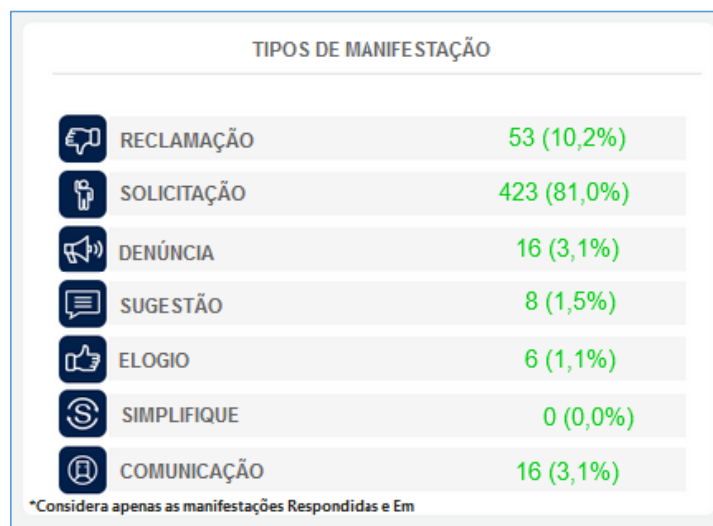 TIPOS DE MANIFESTAÇÃO
RECLAMAÇÃO 53 (10,2%)
SOLICITAÇÃO 423 (81,0%)
DENÚNCIA 16 (3,1%)
SUGESTÃO 8 (1,5%)
ELOGIO 6 (1,1%)
SIMPLIFIQUE 0 (0,0%)
COMUNICAÇÃO 16 (3,1%)
*Considera apenas as manifestações Respondidas e Em